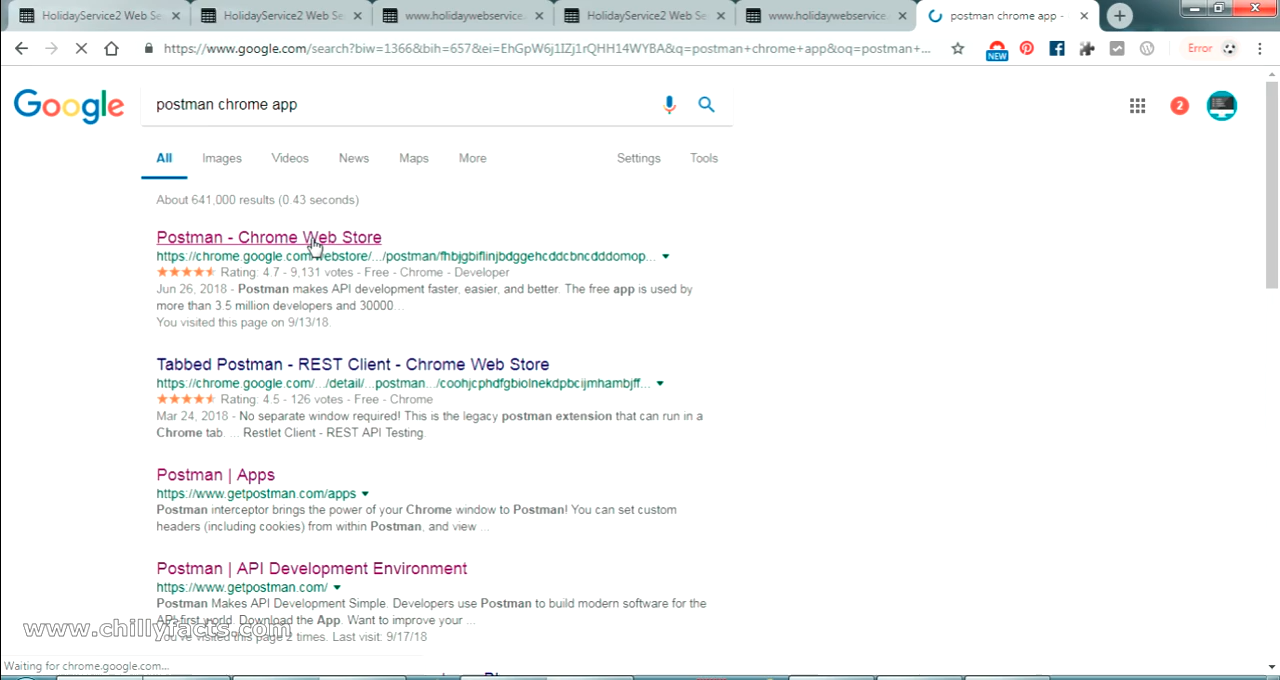 HolidayService2 Web Se
HolidayService2 Web Se
www.holidaywebservice.
HolidayService2 Web Se
www.holidaywebservice.
postman chrome app -
https://www.google.com/search?biw=1366&bih=657&ei=EhGpW6j1IZj1rQHH14WYBA&q=postman+chrome+app&oq=postman+...
NEW
Error
Google
postman chrome app
2
All Images Videos News Maps More Settings Tools
About 641,000 results (0.43 seconds)
Postman - Chrome Web Store
https://chrome.google.com/webstore/.../postman/fhbjgbiflinjbdggehcddcbncdddomop...
Rating: 4.7 - 9,131 votes - Free - Chrome - Developer
Jun 26, 2018 - Postman makes API development faster, easier, and better. The free app is used by
more than 3.5 million developers and 30000...
You visited this page on 9/13/18.
Tabbed Postman - REST Client - Chrome Web Store
https://chrome.google.com/.../detail/...postman.../coohjcphdfgbiolnekdpbcijmhambjff...
Rating: 4.5 - 126 votes - Free - Chrome
Mar 24, 2018 - No separate window required! This is the legacy postman extension that can run in a
Chrome tab. ... Restlet Client - REST API Testing.
Postman | Apps
https://www.getpostman.com/apps
Postman interceptor brings the power of your Chrome window to Postman! You can set custom
headers (including cookies) from within Postman, and view ...
Postman | API Development Environment
https://www.getpostman.com/
Postman Makes API Development Simple. Developers use Postman to build modern software for the
API-first world. Download the App. Want to improve your ...
You've visited this page 2 times. Last visit: 9/17/18
www.chillyfacts.com
Waiting for chrome.google.com...